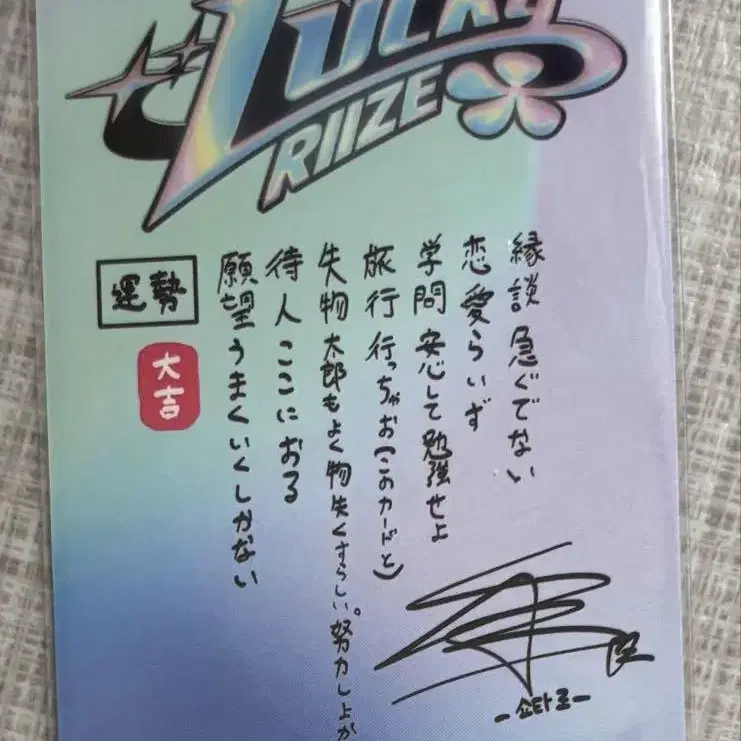 LUCKY
RIIZE
縁談 急ぐでない
恋愛 らいず
学問 安心して勉強せよ
旅行 行っちゃお(このカードと)
失物 太郎もよく物失くすらしい。努力しよが
待人 ここにおる
願望 うまくいくしかない
運勢
大吉
-쇼타로-